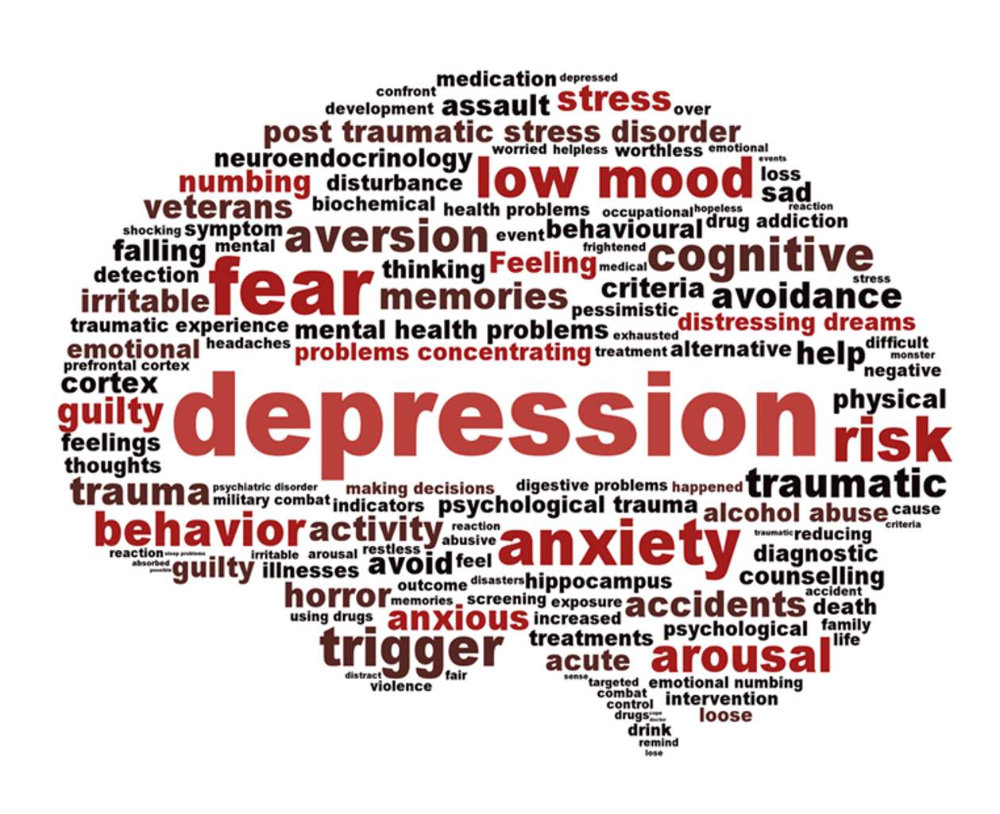 medication depressed
confront
development assault stress over
post traumatic stress disorder
neuroendocrinology worried helpless worthless emotional
events
numbing disturbance low mood loss
sad
veterans biochemical health problems occupational hopeless reaction
drug addiction
shocking symptom aversion event behavioural
falling mental frightened cognitive
detection fear thinking Feeling medical
stress
irritable memories criteria avoidance
pessimistic
traumatic experience mental health problems exhausted distressing dreams
emotional headaches problems concentrating treatment alternative help difficult
monster
prefrontal cortex negative
cortex
guilty depression physical
feelings risk
thoughts
trauma psychiatric disorder making decisions digestive problems happened traumatic
military combat indicators psychological trauma alcohol abuse cause
criteria
behavior activity reaction anxiety traumatic reducing
abusive
reaction sleep problems irritable arousal restless diagnostic
absorbed guilty illnesses avoid feel counselling
possible
horror outcome disasters hippocampus accident
memories screening exposure accidents death
using drugs anxious increased family
trigger treatments psychological life
acute arousal
distract fair sense
violence targeted emotional numbing
combat intervention
control
drugs cope loose
doctor
drink
remind
lose